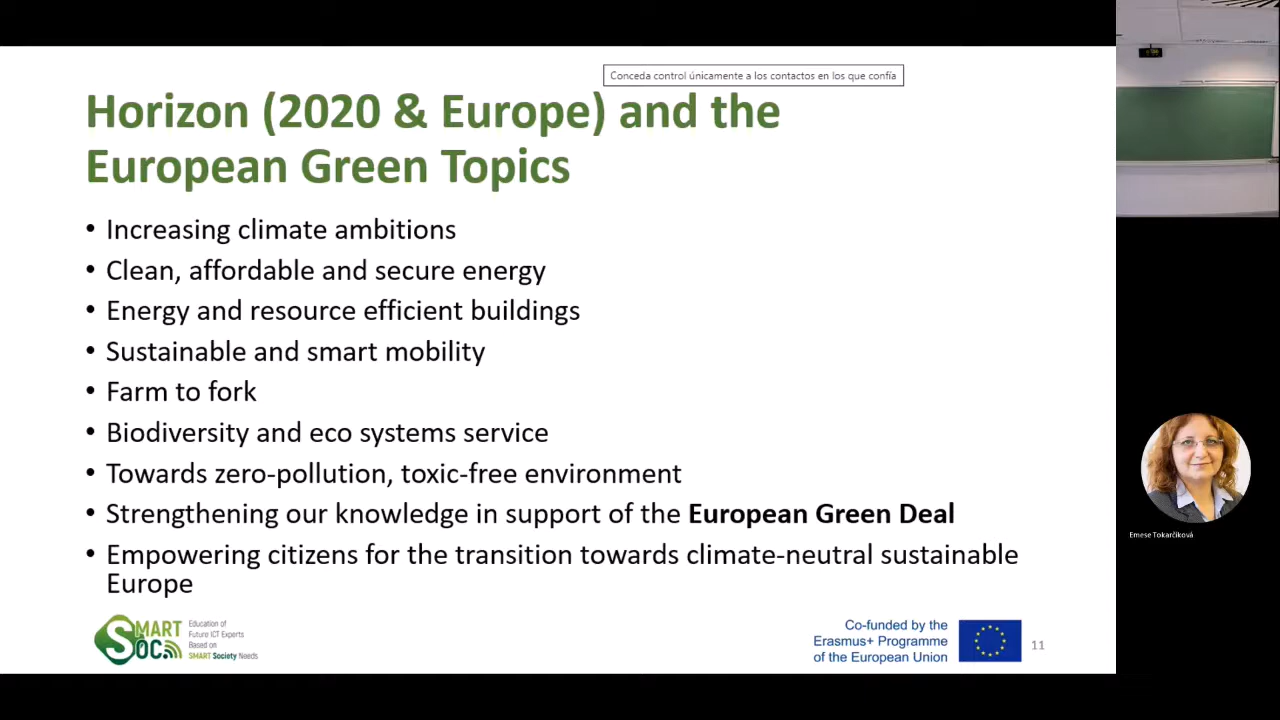 Conceda control únicamente a los contactos en los que confía
Horizon (2020 & Europe) and the
European Green Topics
• Increasing climate ambitions
• Clean, affordable and secure energy
• Energy and resource efficient buildings
• Sustainable and smart mobility
• Farm to fork
• Biodiversity and eco systems service
• Towards zero-pollution, toxic-free environment
• Strengthening our knowledge in support of the European Green Deal
• Empowering citizens for the transition towards climate-neutral sustainable
Europe
SMART
SOC
Education of
Future ICT Experts
Based on
SMART Society Needs
Co-funded by the
Erasmus+ Programme
of the European Union
11
Emese Tokarčíková